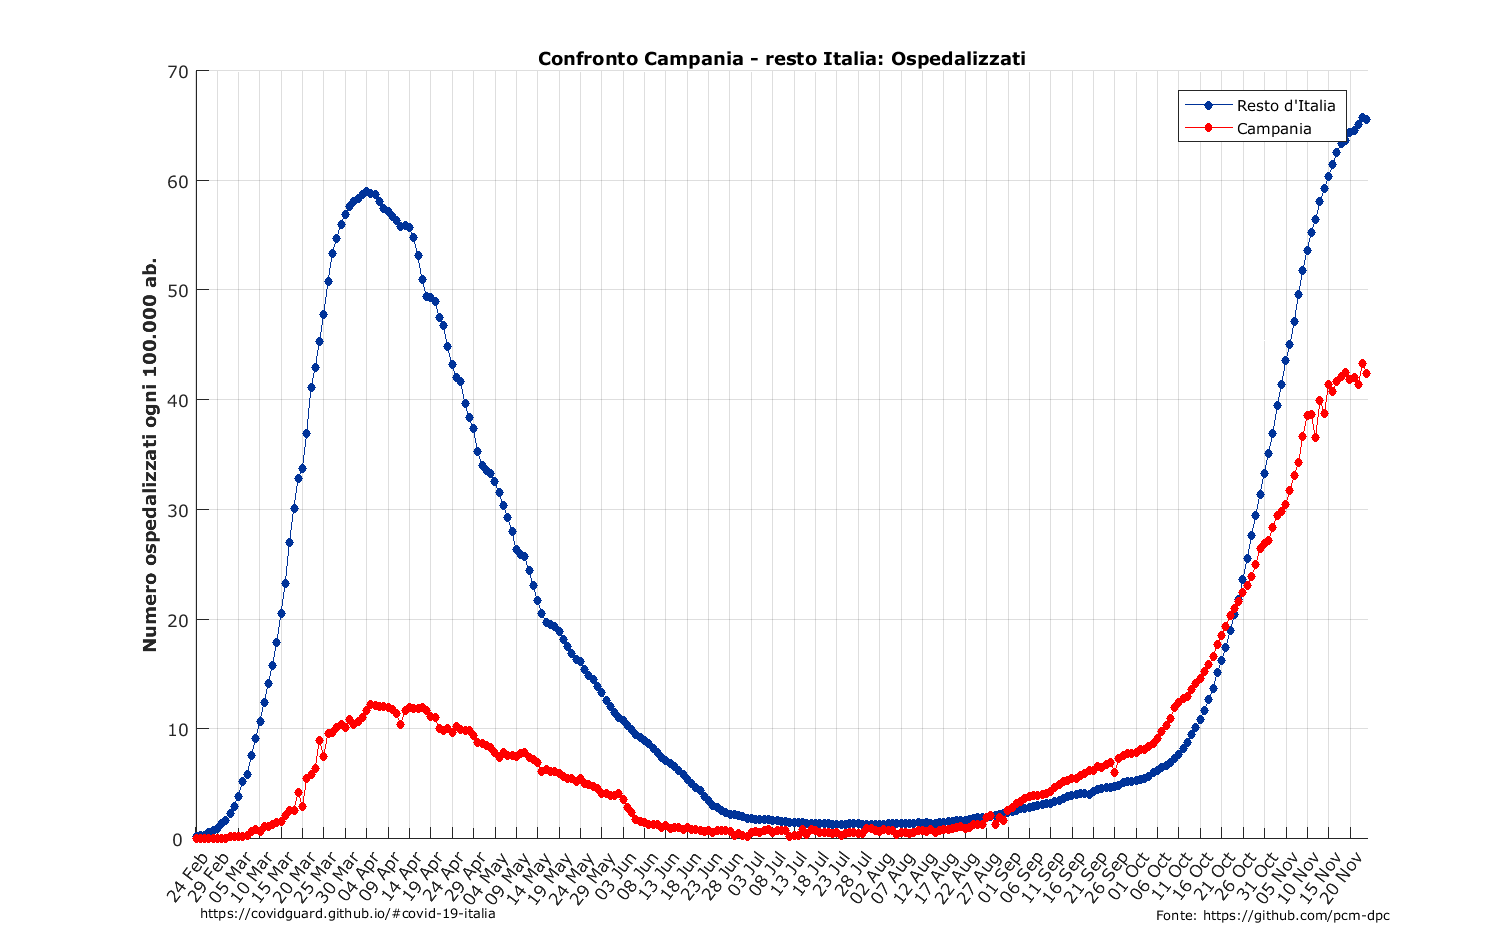 Confronto Campania - resto Italia: Ospedalizzati
Resto d'Italia
Campania
Numero ospedalizzati ogni 100.000 ab.
70
60
50
40
30
20
10
0
24 Feb
29 Feb
05 Mar
10 Mar
15 Mar
20 Mar
25 Mar
30 Mar
04 Apr
09 Apr
14 Apr
19 Apr
24 Apr
29 Apr
04 May
09 May
14 May
19 May
24 May
29 May
03 Jun
08 Jun
13 Jun
18 Jun
23 Jun
28 Jun
03 Jul
08 Jul
13 Jul
18 Jul
23 Jul
28 Jul
02 Aug
07 Aug
12 Aug
17 Aug
22 Aug
27 Aug
01 Sep
06 Sep
11 Sep
16 Sep
21 Sep
26 Sep
01 Oct
06 Oct
11 Oct
16 Oct
21 Oct
26 Oct
31 Oct
05 Nov
10 Nov
15 Nov
20 Nov
https://covidguard.github.io/#covid-19-italia
Fonte: https://github.com/pcm-dpc